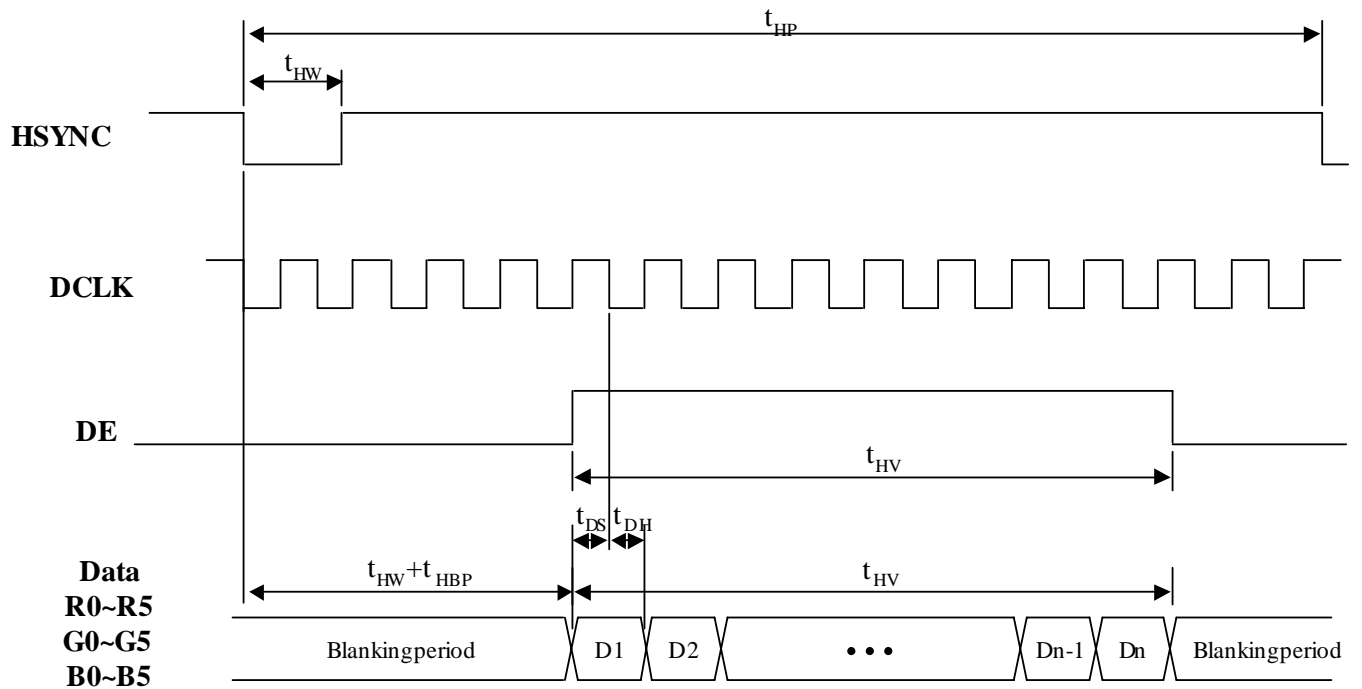 tHP
tHW
HSYNC
DCLK
DE
tHV
tDS tDH
Data
tHW+tHBP tHV
R0~R5
G0~G5 Blankingperiod D1 D2 ••• Dn-1 Dn Blankingperiod
B0~B5